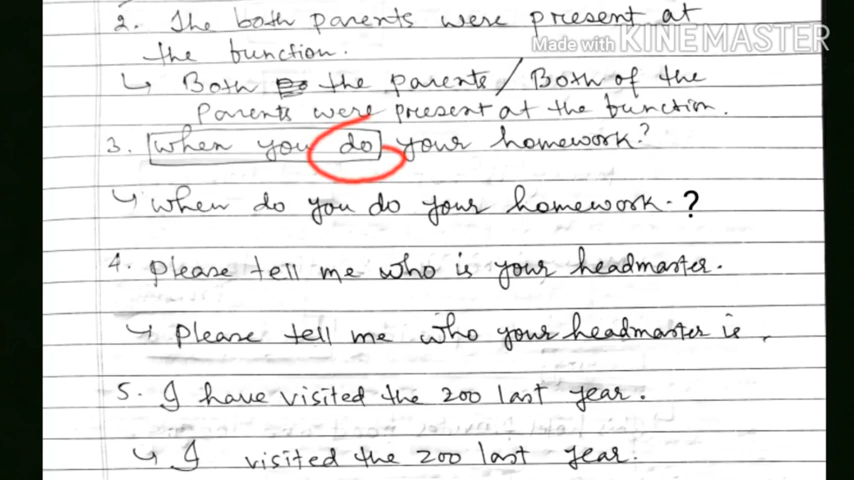 2. The both parents were present at
Made with KINEMASTER
the function.
↳ Both the parents/Both of the
Parents were present at the function.
3. when you do your homework?
↳ when do you do your homework.?
4. Please tell me who is your headmaster.
↳ Please tell me who your headmaster is.
5. I have visited the zoo last year.
↳ I visited the zoo last year.